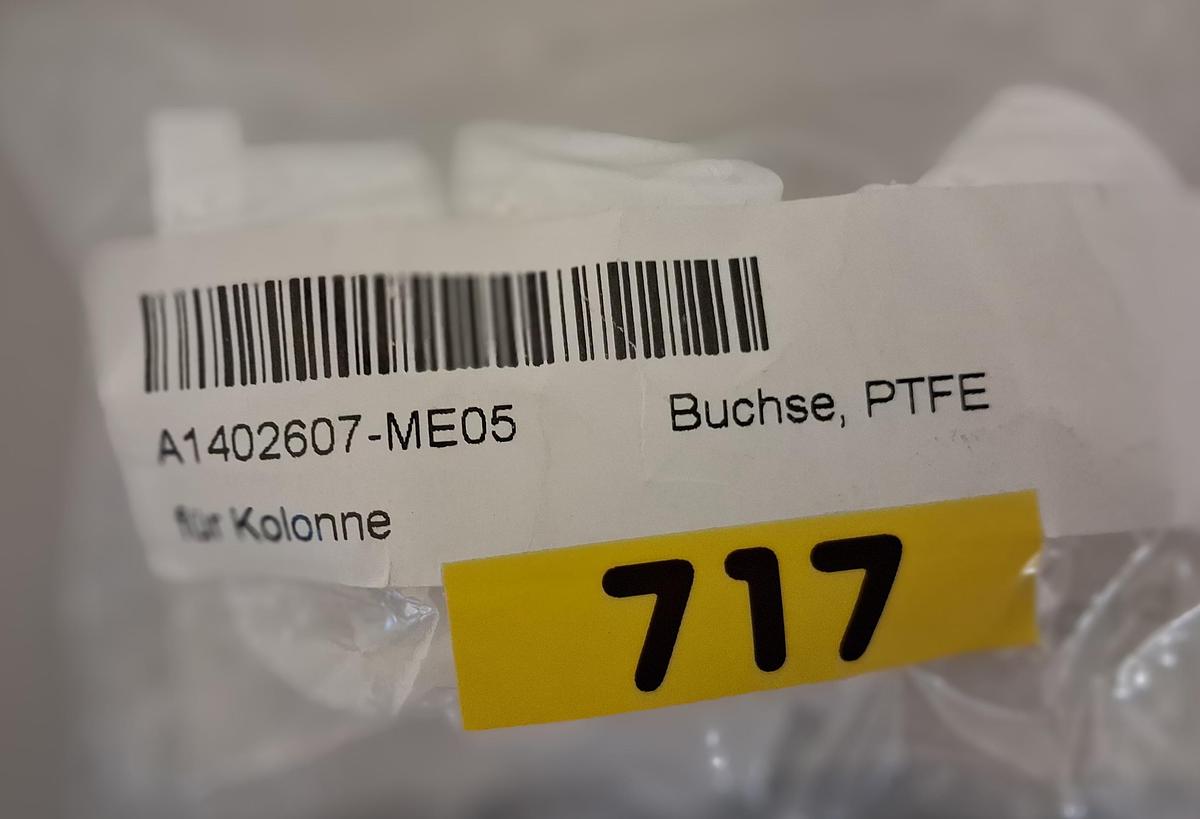 A1402607-ME05
Buchse, PTFE
für Kolonne
717